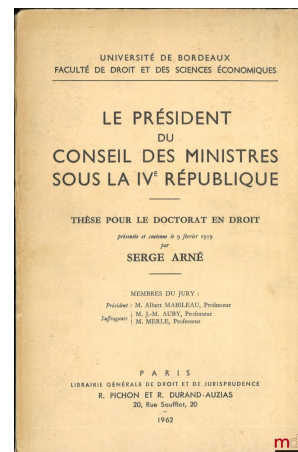 UNIVERSITÉ DE BORDEAUX
FACULTÉ DE DROIT ET DES SCIENCES ÉCONOMIQUES
LE PRÉSIDENT
DU
CONSEIL DES MINISTRES
SOUS LA IVE RÉPUBLIQUE
THÈSE POUR LE DOCTORAT EN DROIT
présentée et soutenue le 9 février 1959
par
SERGE ARNÉ
MEMBRES DU JURY :
Président : M. Albert MABILEAU, Professeur
Suffragants M. J.-M. AUBY, Professeur
M. MERLE, Professeur
PARIS
LIBRAIRIE GÉNÉRALE DE DROIT ET DE JURISPRUDENCE
R. PICHON ET R. DURAND-AUZIAS
20, Rue Soufflot, 20
1962
md